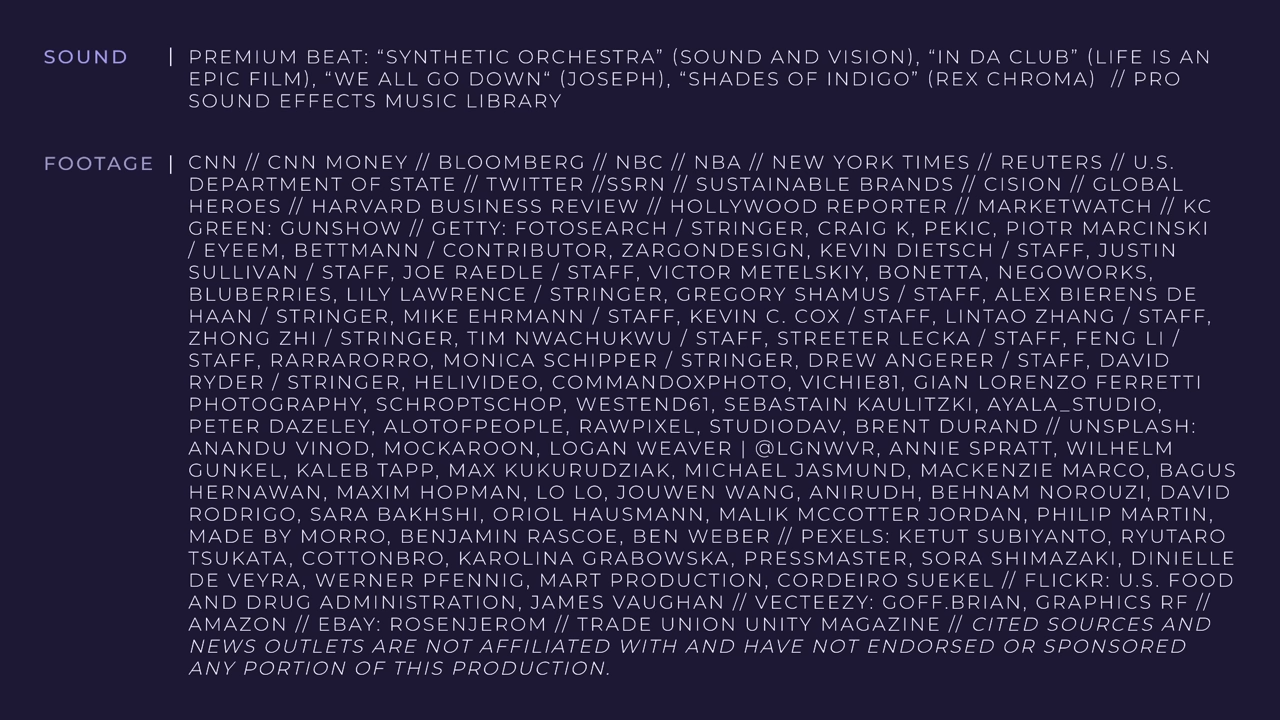 SOUND | PREMIUM BEAT: “SYNTHETIC ORCHESTRA” (SOUND AND VISION), “IN DA CLUB” (LIFE IS AN
EPIC FILM), “WE ALL GO DOWN“ (JOSEPH), “SHADES OF INDIGO” (REX CHROMA) // PRO
SOUND EFFECTS MUSIC LIBRARY
FOOTAGE | CNN // CNN MONEY // BLOOMBERG // NBC // NBA // NEW YORK TIMES // REUTERS // U.S.
DEPARTMENT OF STATE // TWITTER //SSRN // SUSTAINABLE BRANDS // CISION // GLOBAL
HEROES // HARVARD BUSINESS REVIEW // HOLLYWOOD REPORTER // MARKETWATCH // KC
GREEN: GUNSHOW // GETTY: FOTOSEARCH / STRINGER, CRAIG K, PEKIC, PIOTR MARCINSKI
/ EYEEM, BETTMANN / CONTRIBUTOR, ZARGONDESIGN, KEVIN DIETSCH / STAFF, JUSTIN
SULLIVAN / STAFF, JOE RAEDLE / STAFF, VICTOR METELSKIY, BONETTA, NEGOWORKS,
BLUBERRIES, LILY LAWRENCE / STRINGER, GREGORY SHAMUS / STAFF, ALEX BIERENS DE
HAAN / STRINGER, MIKE EHRMANN / STAFF, KEVIN C. COX / STAFF, LINTAO ZHANG / STAFF,
ZHONG ZHI / STRINGER, TIM NWACHUKWU / STAFF, STREETER LECKA / STAFF, FENG LI /
STAFF, RARRARORRO, MONICA SCHIPPER / STRINGER, DREW ANGERER / STAFF, DAVID
RYDER / STRINGER, HELIVIDEO, COMMANDOXPHOTO, VICHIE81, GIAN LORENZO FERRETTI
PHOTOGRAPHY, SCHROPTSCHOP, WESTEND61, SEBASTAIN KAULITZKI, AYALA_STUDIO,
PETER DAZELEY, ALOTOFPEOPLE, RAWPIXEL, STUDIODAV, BRENT DURAND // UNSPLASH:
ANANDU VINOD, MOCKAROON, LOGAN WEAVER | @LGNWVR, ANNIE SPRATT, WILHELM
GUNKEL, KALEB TAPP, MAX KUKURUDZIAK, MICHAEL JASMUND, MACKENZIE MARCO, BAGUS
HERNAWAN, MAXIM HOPMAN, LO LO, JOUWEN WANG, ANIRUDH, BEHNAM NOROUZI, DAVID
RODRIGO, SARA BAKHSHI, ORIOL HAUSMANN, MALIK MCCOTTER JORDAN, PHILIP MARTIN,
MADE BY MORRO, BENJAMIN RASCOE, BEN WEBER // PEXELS: KETUT SUBIYANTO, RYUTARO
TSUKATA, COTTONBRO, KAROLINA GRABOWSKA, PRESSMASTER, SORA SHIMAZAKI, DINIELLE
DE VEYRA, WERNER PFENNIG, MART PRODUCTION, CORDEIRO SUEKEL // FLICKR: U.S. FOOD
AND DRUG ADMINISTRATION, JAMES VAUGHAN // VECTEEZY: GOFF.BRIAN, GRAPHICS RF //
AMAZON // EBAY: ROSENJEROM // TRADE UNION UNITY MAGAZINE // CITED SOURCES AND
NEWS OUTLETS ARE NOT AFFILIATED WITH AND HAVE NOT ENDORSED OR SPONSORED
ANY PORTION OF THIS PRODUCTION.